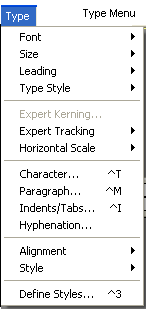 Type Type Menu
Font
Size
Leading
Type Style
Expert Kerning...
Expert Tracking
Horizontal Scale
Character... ^T
Paragraph... ^M
Indents/Tabs... ^I
Hyphenation...
Alignment
Style
Define Styles... ^3